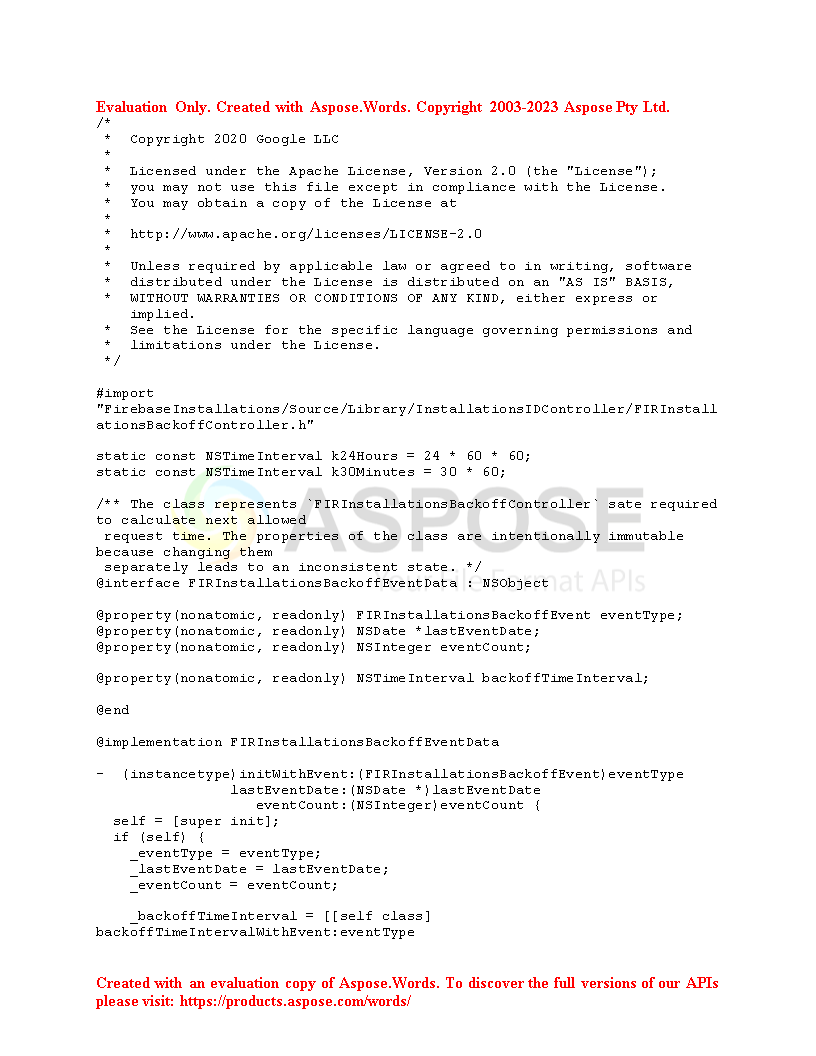 Evaluation Only. Created with Aspose.Words. Copyright 2003-2023 Aspose Pty Ltd.
/*
 *  Copyright 2020 Google LLC
 *
 *  Licensed under the Apache License, Version 2.0 (the "License");
 *  you may not use this file except in compliance with the License.
 *  You may obtain a copy of the License at
 *
 *  http://www.apache.org/licenses/LICENSE-2.0
 *
 *  Unless required by applicable law or agreed to in writing, software
 *  distributed under the License is distributed on an "AS IS" BASIS,
 *  WITHOUT WARRANTIES OR CONDITIONS OF ANY KIND, either express or
    implied.
 *  See the License for the specific language governing permissions and
 *  limitations under the License.
 */

#import
"FirebaseInstallations/Source/Library/InstallationsIDController/FIRInstall
ationsBackoffController.h"

static const NSTimeInterval k24Hours = 24 * 60 * 60;
static const NSTimeInterval k30Minutes = 30 * 60;

/** The class represents `FIRInstallationsBackoffController` sate required
to calculate next allowed
 request time. The properties of the class are intentionally immutable
because changing them
 separately leads to an inconsistent state. */
@interface FIRInstallationsBackoffEventData : NSObject

@property(nonatomic, readonly) FIRInstallationsBackoffEvent eventType;
@property(nonatomic, readonly) NSDate *lastEventDate;
@property(nonatomic, readonly) NSInteger eventCount;

@property(nonatomic, readonly) NSTimeInterval backoffTimeInterval;

@end

@implementation FIRInstallationsBackoffEventData

-  (instancetype)initWithEvent:(FIRInstallationsBackoffEvent)eventType
                lastEventDate:(NSDate *)lastEventDate
                   eventCount:(NSInteger)eventCount {
  self = [super init];
  if (self) {
    _eventType = eventType;
    _lastEventDate = lastEventDate;
    _eventCount = eventCount;

    _backoffTimeInterval = [[self class]
backoffTimeIntervalWithEvent:eventType
ASPOSE
Format APIs
Created with an evaluation copy of Aspose.Words. To discover the full versions of our APIs
please visit: https://products.aspose.com/words/